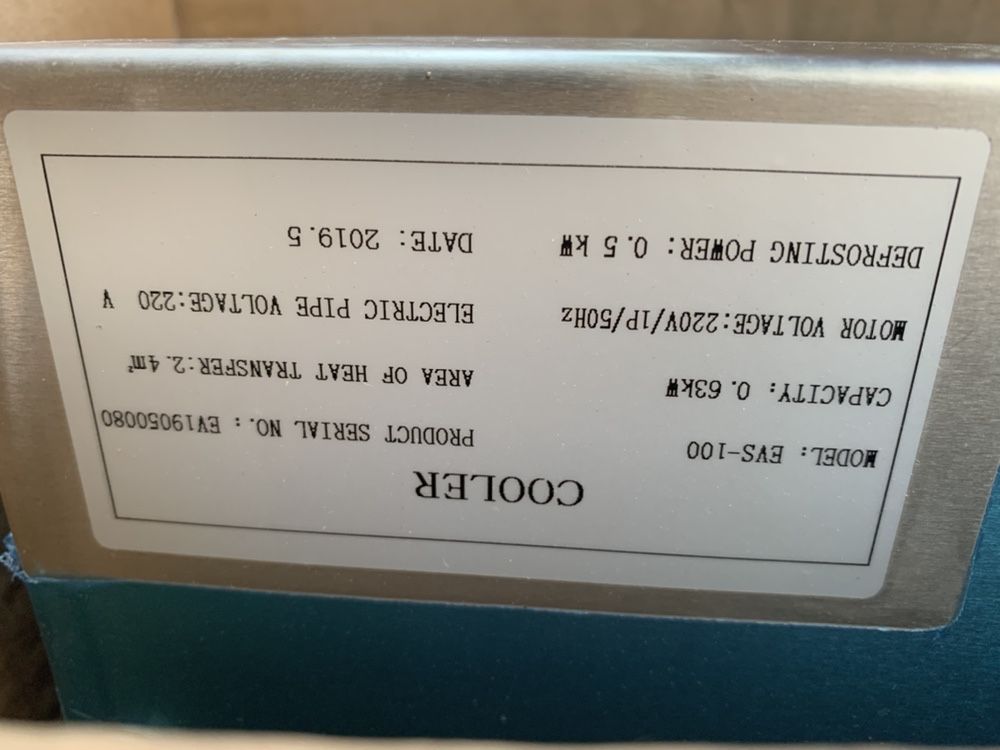 COOLER
MODEL: EVS-100 PRODUCT SERIAL NO.: EV19050080
CAPACITY: 0.63kW AREA OF HEAT TRANSFER:2.4㎡
MOTOR VOLTAGE:220V/1P/50Hz ELECTRIC PIPE VOLTAGE:220 V
DEFROSTING POWER: 0.5 kW DATE: 2019.5